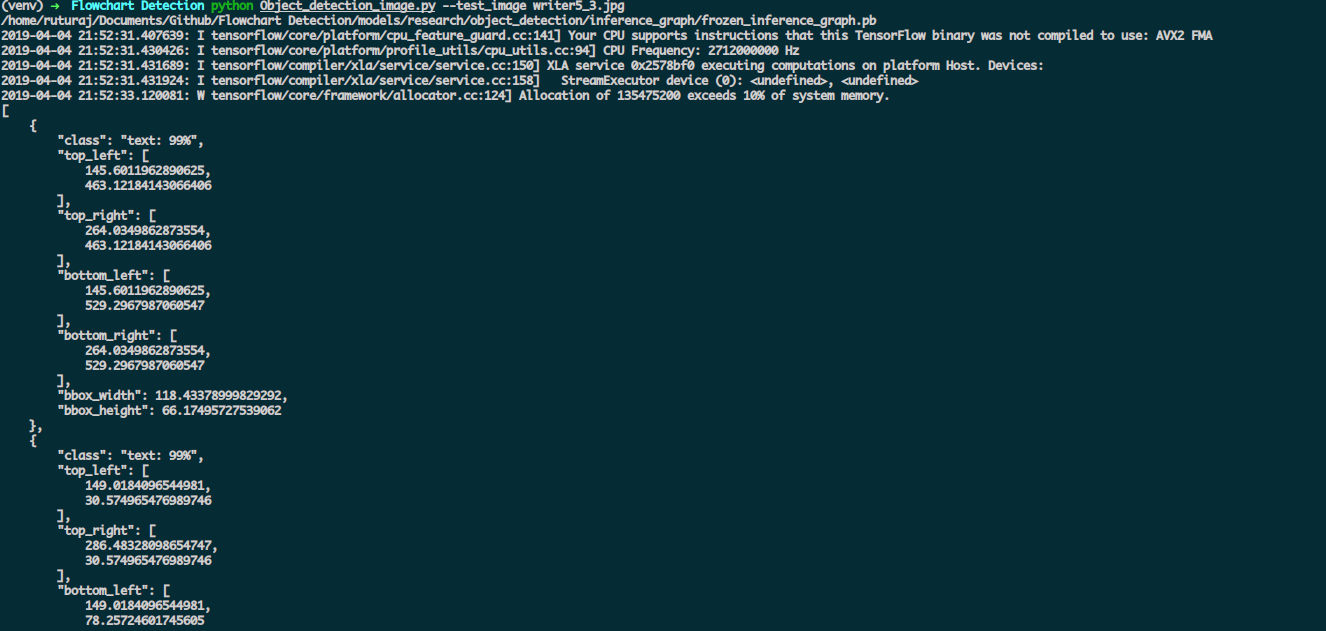 (venv) → Flowchart Detection python Object_detection_image.py --test_image writer5_3.jpg
/home/ruturaj/Documents/Github/Flowchart Detection/models/research/object_detection/inference_graph/frozen_inference_graph.pb
2019-04-04 21:52:31.407639: I tensorflow/core/platform/cpu_feature_guard.cc:141] Your CPU supports instructions that this TensorFlow binary was not compiled to use: AVX2 FMA
2019-04-04 21:52:31.430426: I tensorflow/core/platform/profile_utils/cpu_utils.cc:94] CPU Frequency: 2712000000 Hz
2019-04-04 21:52:31.431689: I tensorflow/compiler/xla/service/service.cc:150] XLA service 0x2578bf0 executing computations on platform Host. Devices:
2019-04-04 21:52:31.431924: I tensorflow/compiler/xla/service/service.cc:158]   StreamExecutor device (0): <undefined>, <undefined>
2019-04-04 21:52:33.120081: W tensorflow/core/framework/allocator.cc:124] Allocation of 135475200 exceeds 10% of system memory.
[
    {
        "class": "text: 99%",
        "top_left": [
            145.6011962890625,
            463.12184143066406
        ],
        "top_right": [
            264.0349862873554,
            463.12184143066406
        ],
        "bottom_left": [
            145.6011962890625,
            529.2967987060547
        ],
        "bottom_right": [
            264.0349862873554,
            529.2967987060547
        ],
        "bbox_width": 118.43378999829292,
        "bbox_height": 66.17495727539062
    },
    {
        "class": "text: 99%",
        "top_left": [
            149.0184096544981,
            30.574965476989746
        ],
        "top_right": [
            286.48328098654747,
            30.574965476989746
        ],
        "bottom_left": [
            149.0184096544981,
            78.25724601745605